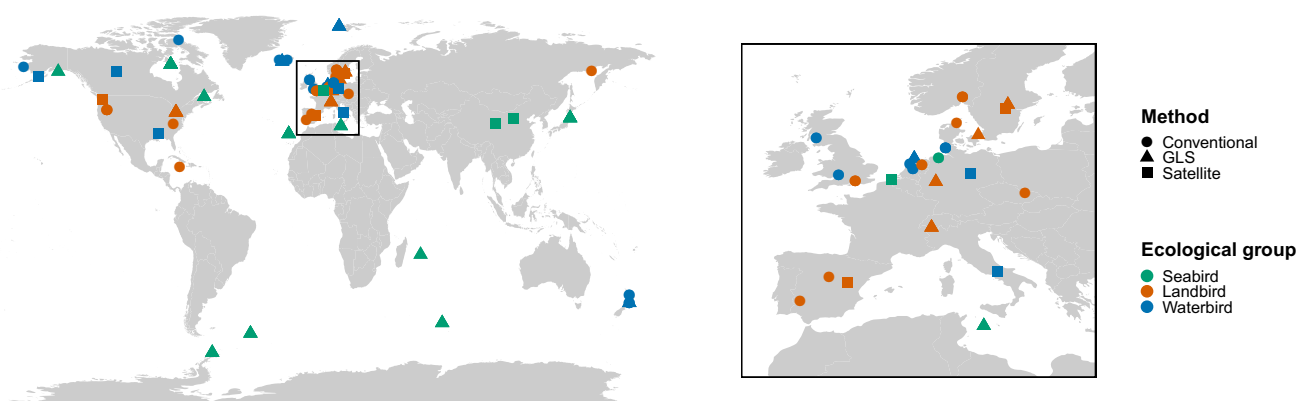 Method
Conventional
GLS
Satellite
Ecological group
Seabird
Landbird
Waterbird